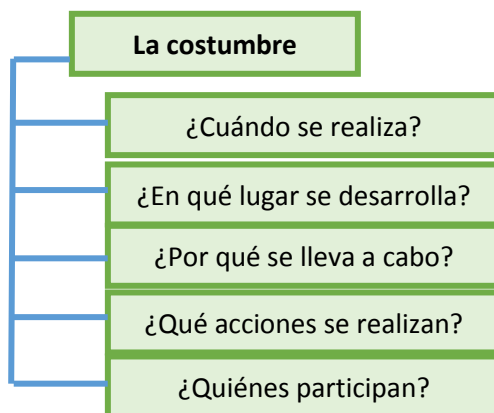 La costumbre
¿Cuándo se realiza?
¿En qué lugar se desarrolla?
¿Por qué se lleva a cabo?
¿Qué acciones se realizan?
¿Quiénes participan?